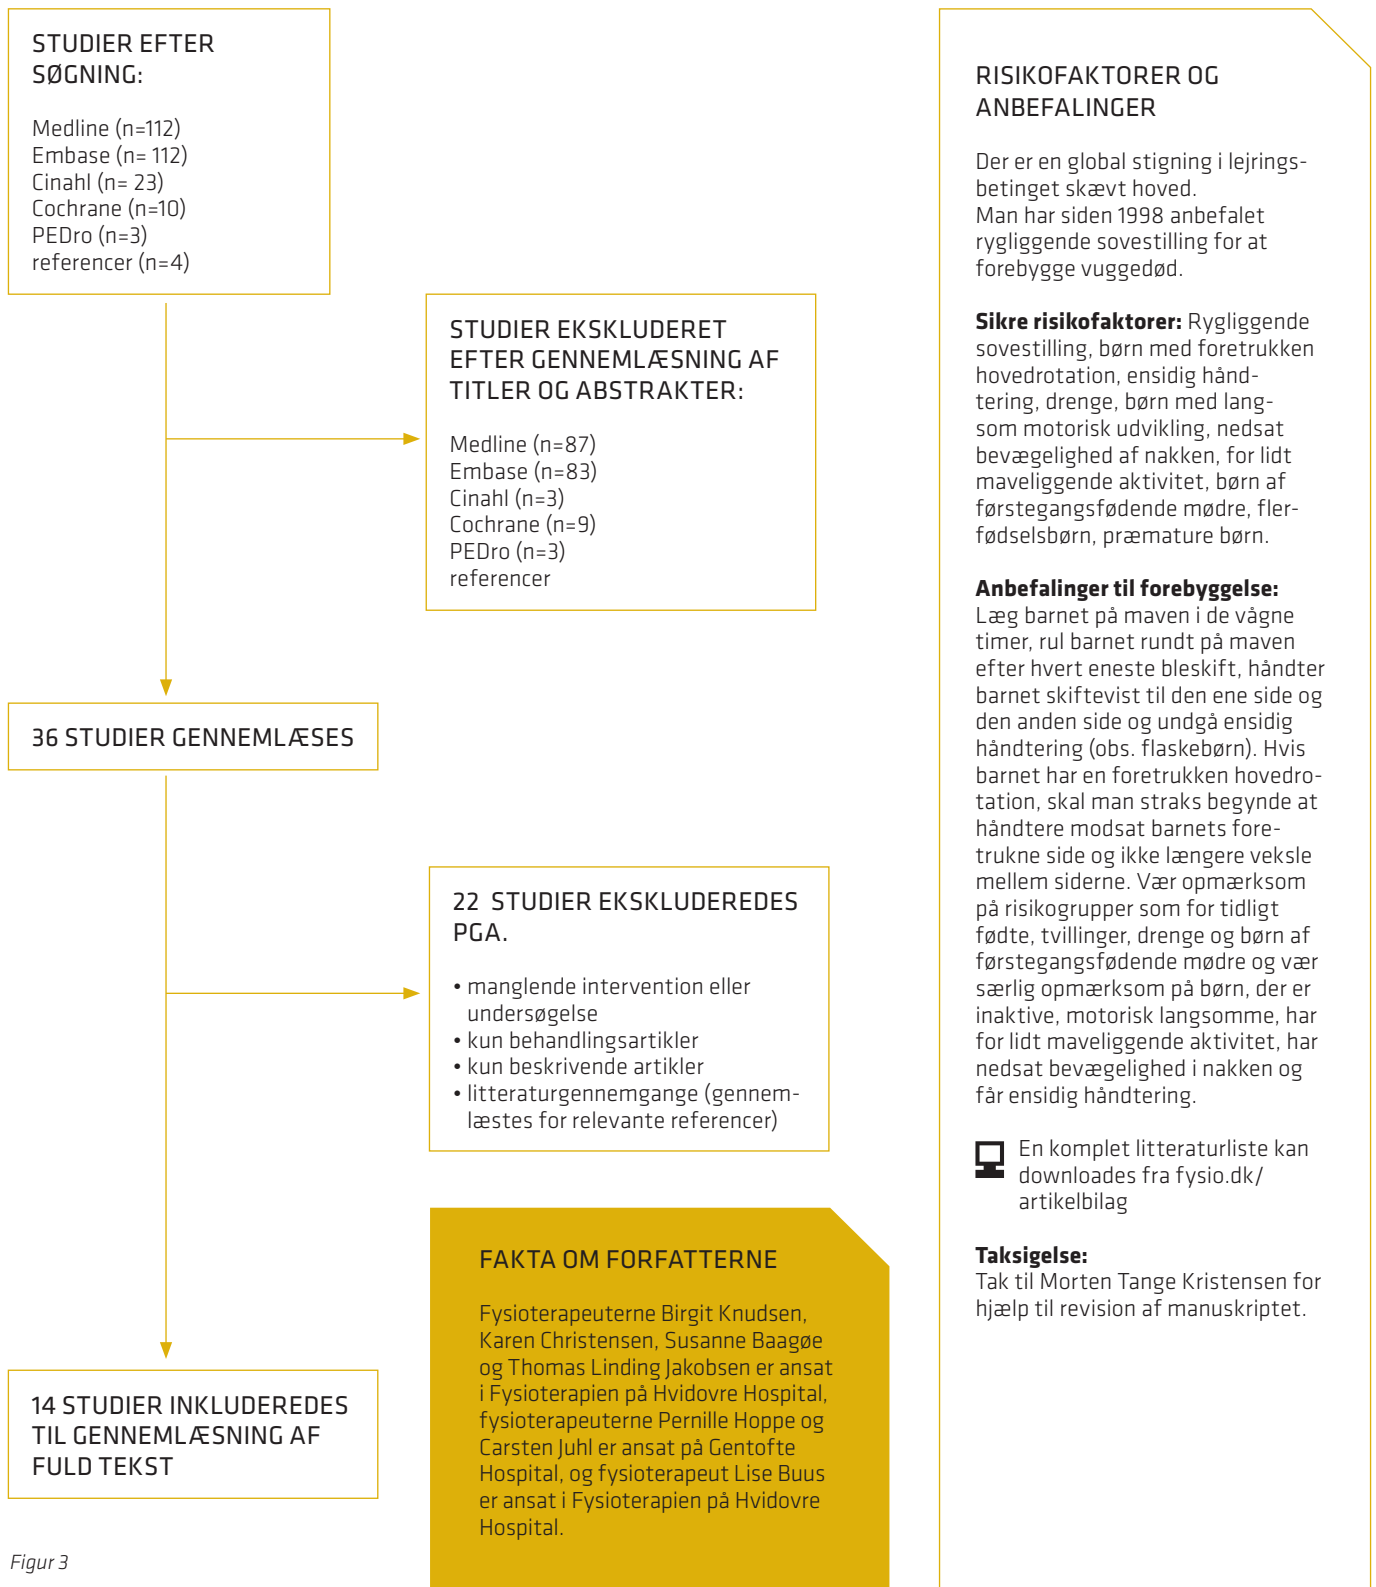 STUDIER EFTER
SØGNING:
Medline (n=112)
Embase (n= 112)
Cinahl (n= 23)
Cochrane (n=10)
PEDro (n=3)
referencer (n=4)
STUDIER EKSKLUDERET
EFTER GENNEMLÆSNING AF
TITLER OG ABSTRAKTER:
Medline (n=87)
Embase (n=83)
Cinahl (n=3)
Cochrane (n=9)
PEDro (n=3)
referencer
36 STUDIER GENNEMLÆSES
22 STUDIER EKSKLUDEREDES
PGA.
• manglende intervention eller
undersøgelse
• kun behandlingsartikler
• kun beskrivende artikler
• litteraturgennemgange (gennem-
læstes for relevante referencer)
14 STUDIER INKLUDEREDES
TIL GENNEMLÆSNING AF
FULD TEKST
Figur 3
FAKTA OM FORFATTERNE
Fysioterapeuterne Birgit Knudsen,
Karen Christensen, Susanne Baagøe
og Thomas Linding Jakobsen er ansat
i Fysioterapien på Hvidovre Hospital,
fysioterapeuterne Pernille Hoppe og
Carsten Juhl er ansat på Gentofte
Hospital, og fysioterapeut Lise Buus
er ansat i Fysioterapien på Hvidovre
Hospital.
RISIKOFAKTORER OG
ANBEFALINGER
Der er en global stigning i lejrings-
betinget skævt hoved.
Man har siden 1998 anbefalet
rygliggende sovestilling for at
forebygge vuggedød.
Sikre risikofaktorer: Rygliggende
sovestilling, børn med foretrukken
hovedrotation, ensidig hånd-
tering, drenge, børn med lang-
som motorisk udvikling, nedsat
bevægelighed af nakken, for lidt
maveliggende aktivitet, børn af
førstegangsfødende mødre, fler-
fødselsbørn, præmature børn.
Anbefalinger til forebyggelse:
Læg barnet på maven i de vågne
timer, rul barnet rundt på maven
efter hvert eneste bleskift, håndter
barnet skiftevist til den ene side og
den anden side og undgå ensidig
håndtering (obs. flaskebørn). Hvis
barnet har en foretrukken hovedro-
tation, skal man straks begynde at
håndtere modsat barnets fore-
trukne side og ikke længere veksle
mellem siderne. Vær opmærksom
på risikogrupper som for tidligt
fødte, tvillinger, drenge og børn af
førstegangsfødende mødre og vær
særlig opmærksom på børn, der er
inaktive, motorisk langsomme, har
for lidt maveliggende aktivitet, har
nedsat bevægelighed i nakken og
får ensidig håndtering.
En komplet litteraturliste kan
downloades fra fysio.dk/
artikelbilag
Taksigelse:
Tak til Morten Tange Kristensen for
hjælp til revision af manuskriptet.